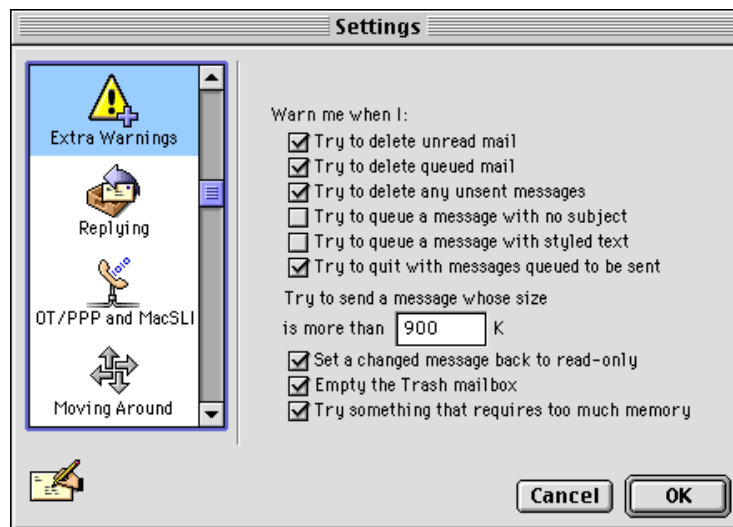 Settings
Extra Warnings
Replying
OT/PPP and MacSLI
Moving Around
Warn me when I:
Try to delete unread mail
Try to delete queued mail
Try to delete any unsent messages
Try to queue a message with no subject
Try to queue a message with styled text
Try to quit with messages queued to be sent
Try to send a message whose size
is more than 900 K
Set a changed message back to read-only
Empty the Trash mailbox
Try something that requires too much memory
Cancel OK